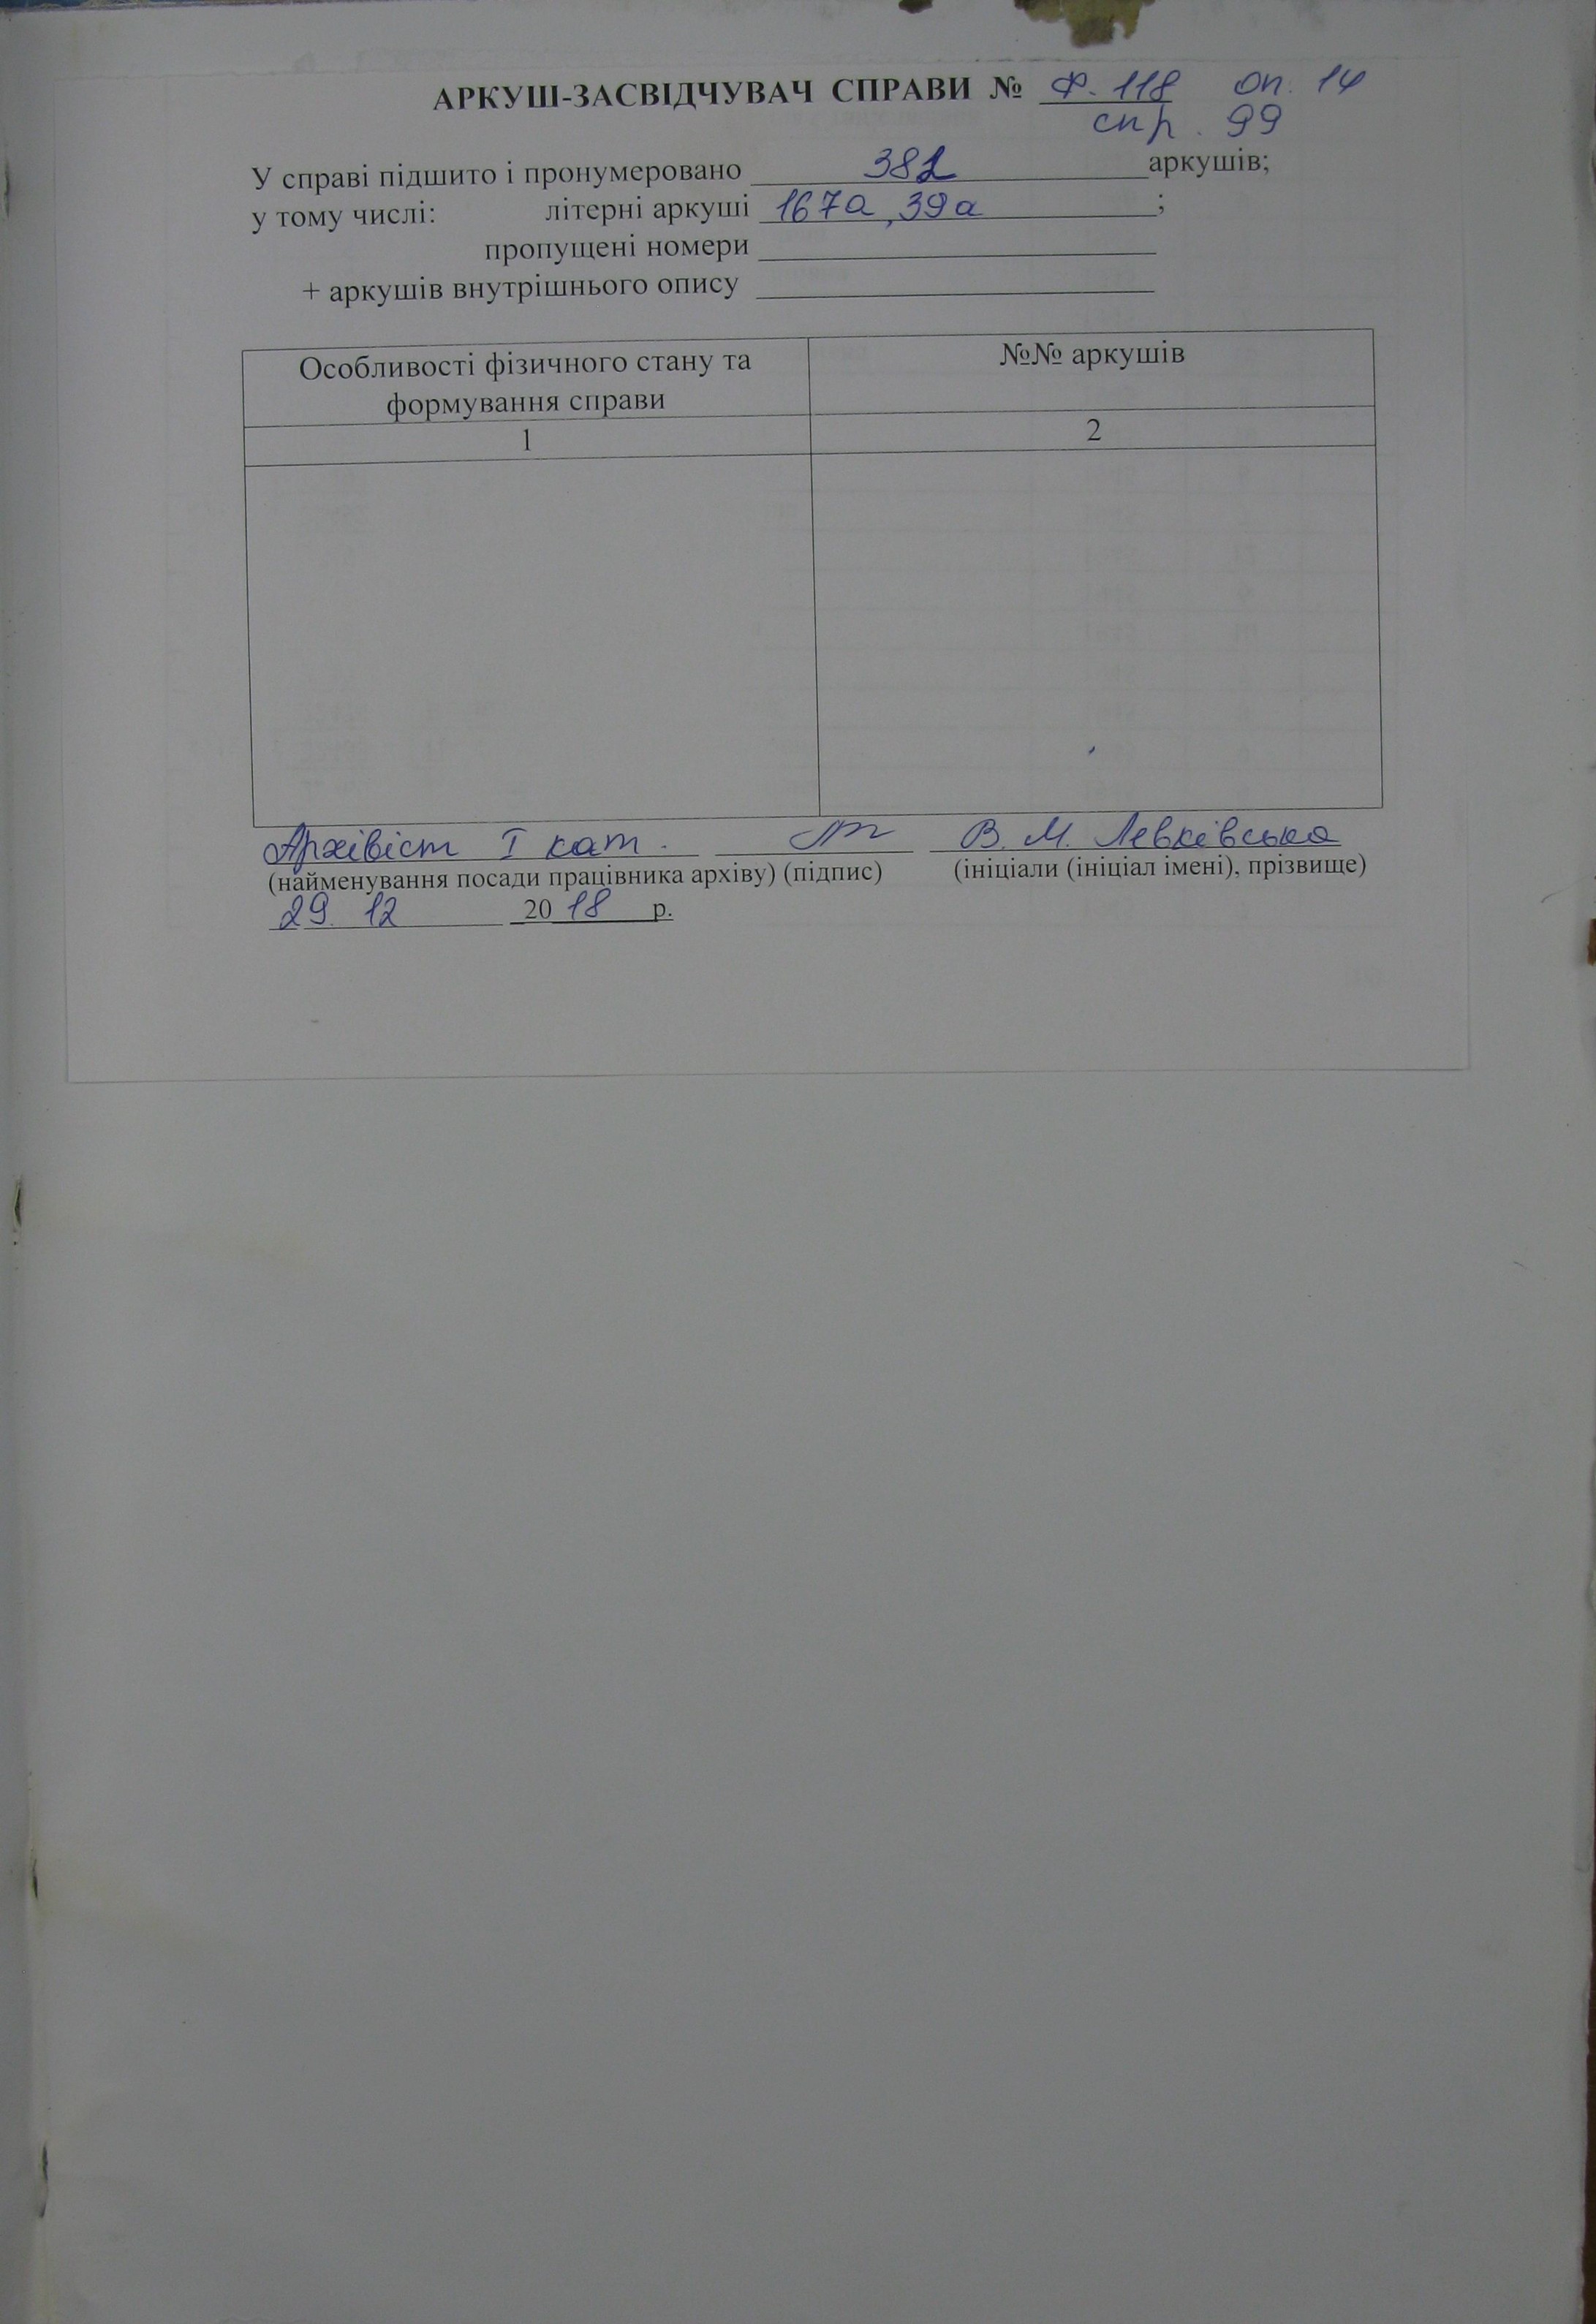 АРКУШ-ЗАСВІДЧУВАЧ СПРАВИ № Ф. 118 оп. 14
спр. 99
У справі підшито і пронумеровано 382 аркушів;
у тому числі: літерні аркуші 167а, 39а ;
пропущені номери
+ аркушів внутрішнього опису
Особливості фізичного стану та формування справи
№№ аркушів
1
2
Архівіст І кат. В. М. Левківська
(найменування посади працівника архіву) (підпис) (ініціали (ініціал імені), прізвище)
29. 12 2018 р.